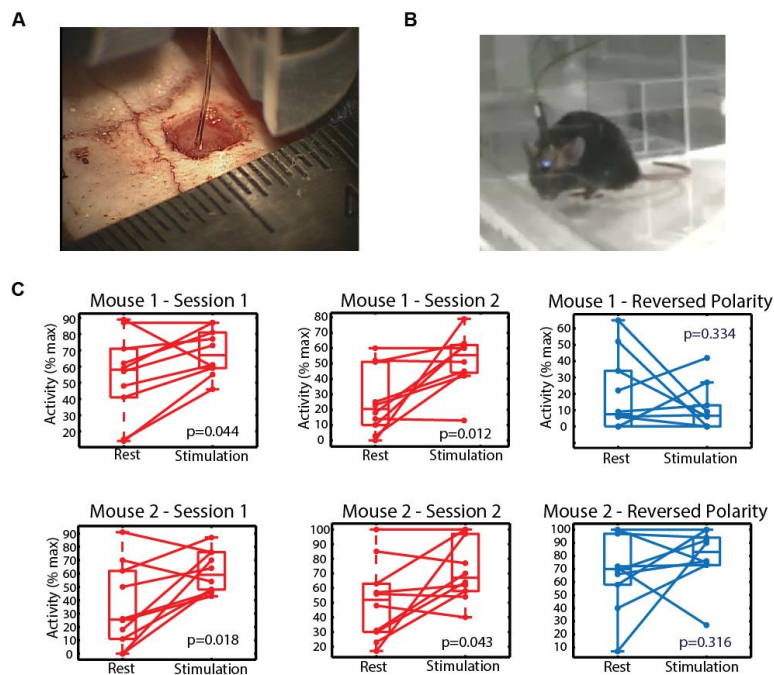 A
B
C
Mouse 1 - Session 1
Activity (% max)
90
80
70
60
50
40
30
20
Rest
Stimulation
p=0.044
Mouse 1 - Session 2
Activity (% max)
80
70
60
50
40
30
20
10
0
Rest
Stimulation
p=0.012
Mouse 1 - Reversed Polarity
Activity (% max)
60
50
40
30
20
10
0
Rest
Stimulation
p=0.334
Mouse 2 - Session 1
Activity (% max)
90
80
70
60
50
40
30
20
10
0
Rest
Stimulation
p=0.018
Mouse 2 - Session 2
Activity (% max)
100
90
80
70
60
50
40
30
20
Rest
Stimulation
p=0.043
Mouse 2 - Reversed Polarity
Activity (% max)
100
90
80
70
60
50
40
30
20
10
Rest
Stimulation
p=0.316